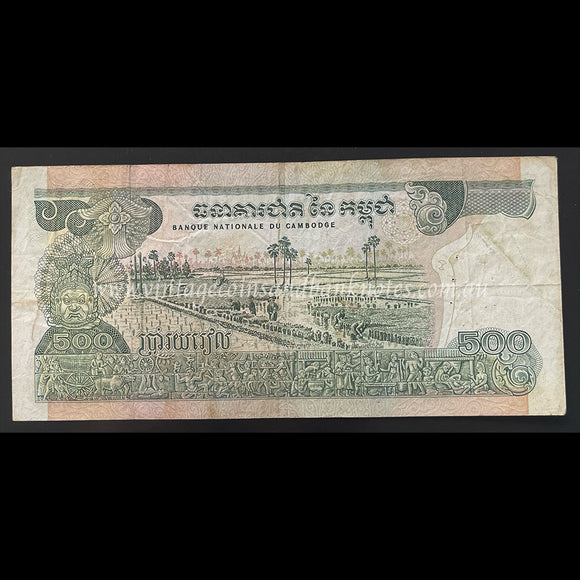 ធនាគារជាតិនៃកម្ពុជា
BANQUE NATIONALE DU CAMBODGE
www.vintagecoinsandbanknotes.com.au
500 ប្រាំរយរៀល 500